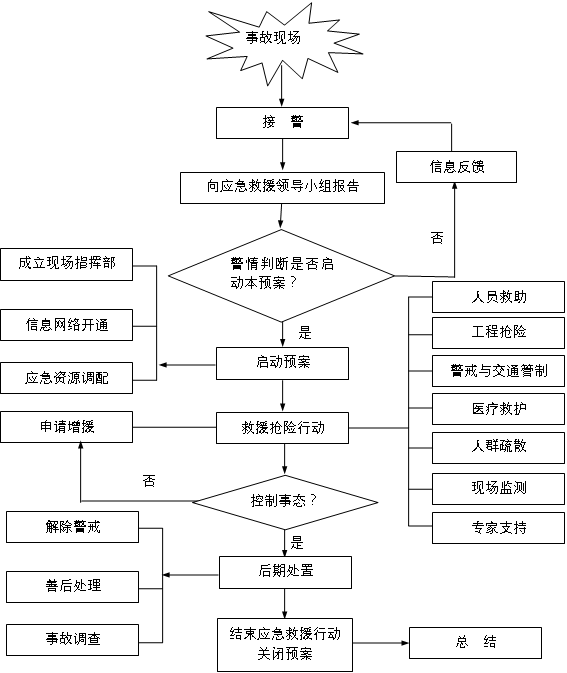 事故现场
接 警
信息反馈
向应急救援领导小组报告
否
警情判断是否启
动本预案？
成立现场指挥部
信息网络开通
应急资源调配
是
启动预案
人员救助
工程抢险
警戒与交通管制
医疗救护
人群疏散
现场监测
专家支持
申请增援
救援抢险行动
否
控制事态？
是
解除警戒
善后处理
事故调查
后期处置
结束应急救援行动
关闭预案
总 结